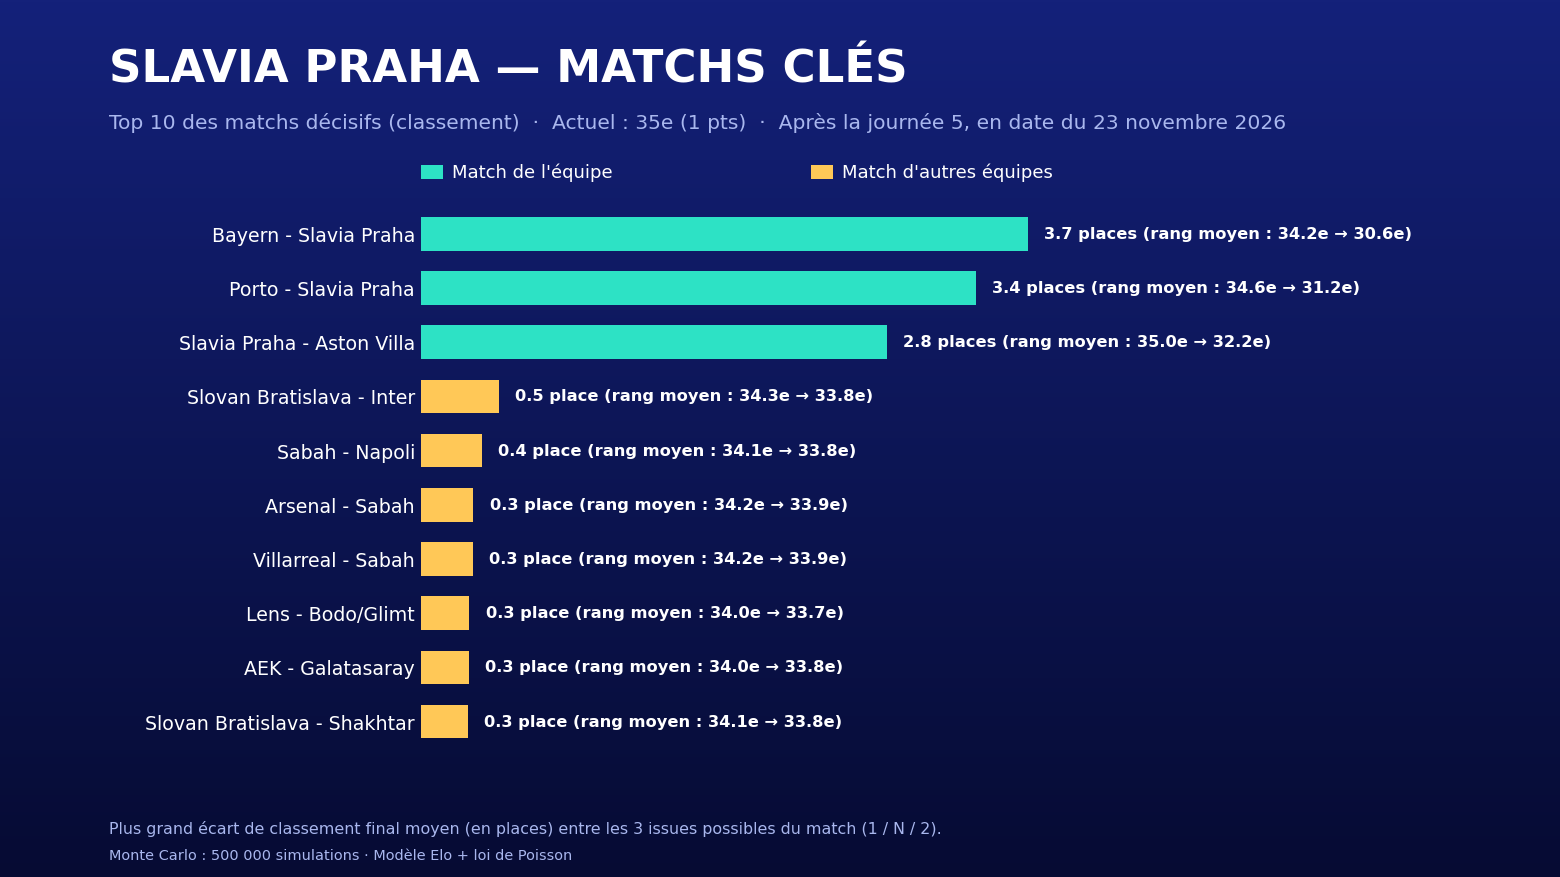 SLAVIA PRAHA — MATCHS CLÉS
Top 10 des matchs décisifs (classement)  ·  Actuel : 35e (1 pts)  ·  Après la journée 5, en date du 23 novembre 2026
Match de l'équipe
Match d'autres équipes
Bayern - Slavia Praha 3.7 places (rang moyen : 34.2e → 30.6e)
Porto - Slavia Praha 3.4 places (rang moyen : 34.6e → 31.2e)
Slavia Praha - Aston Villa 2.8 places (rang moyen : 35.0e → 32.2e)
Slovan Bratislava - Inter 0.5 place (rang moyen : 34.3e → 33.8e)
Sabah - Napoli 0.4 place (rang moyen : 34.1e → 33.8e)
Arsenal - Sabah 0.3 place (rang moyen : 34.2e → 33.9e)
Villarreal - Sabah 0.3 place (rang moyen : 34.2e → 33.9e)
Lens - Bodo/Glimt 0.3 place (rang moyen : 34.0e → 33.7e)
AEK - Galatasaray 0.3 place (rang moyen : 34.0e → 33.8e)
Slovan Bratislava - Shakhtar 0.3 place (rang moyen : 34.1e → 33.8e)
Plus grand écart de classement final moyen (en places) entre les 3 issues possibles du match (1 / N / 2).
Monte Carlo : 500 000 simulations · Modèle Elo + loi de Poisson